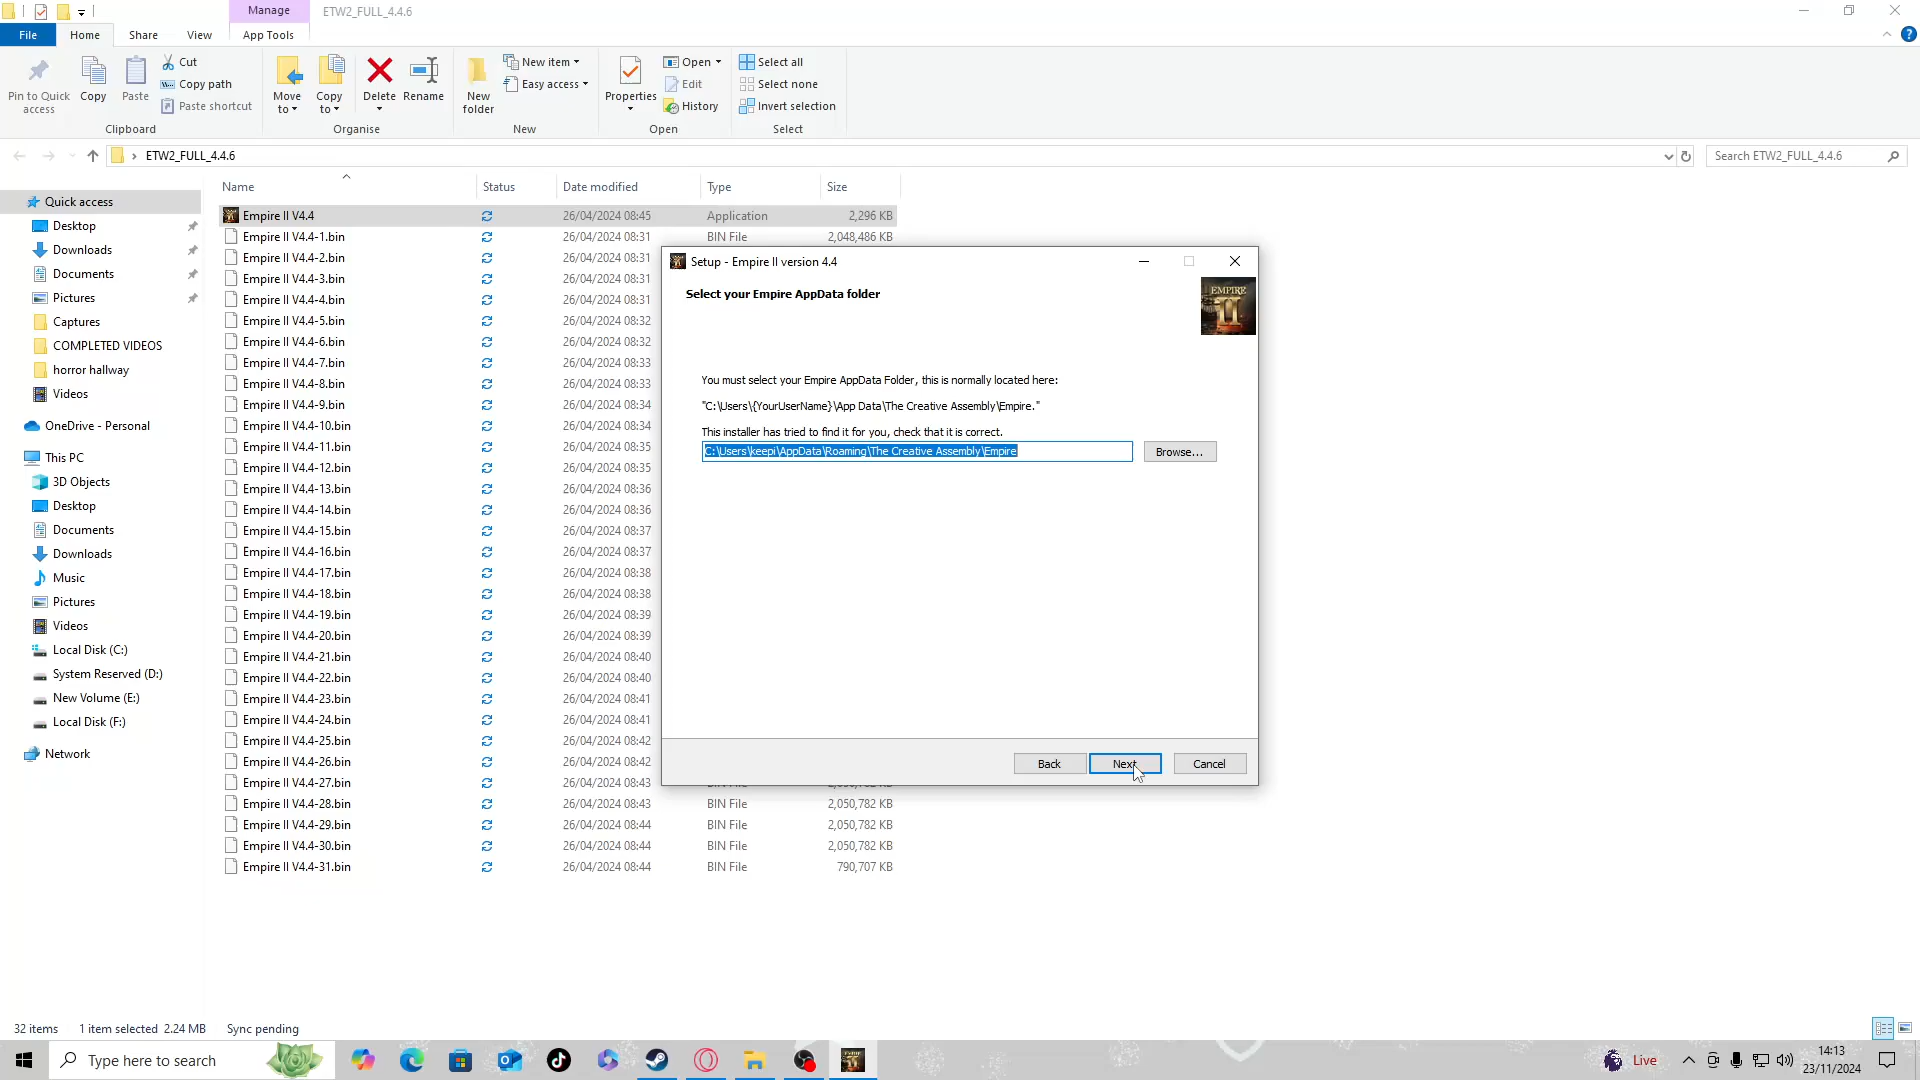 Manage
ETW2_FULL_4.4.6
File
Home
Share
View
App Tools
Pin to Quick access
Copy
Paste
Cut
Copy path
Paste shortcut
Clipboard
Move to
Copy to
Delete
Rename
Organise
New folder
New item
Easy access
New
Properties
Open
Edit
History
Open
Select all
Select none
Invert selection
Select
ETW2_FULL_4.4.6
Search ETW2_FULL_4.4.6
Name Status Date modified Type Size
Quick access
Desktop
Downloads
Documents
Pictures
Captures
COMPLETED VIDEOS
horror hallway
Videos
OneDrive - Personal
This PC
3D Objects
Desktop
Documents
Downloads
Music
Pictures
Videos
Local Disk (C:)
System Reserved (D:)
New Volume (E:)
Local Disk (F:)
Network
Empire II V4.4 26/04/2024 08:45 Application 2,296 KB
Empire II V4.4-1.bin 26/04/2024 08:31 BIN File 2,048,486 KB
Empire II V4.4-2.bin 26/04/2024 08:31
Empire II V4.4-3.bin 26/04/2024 08:31
Empire II V4.4-4.bin 26/04/2024 08:31
Empire II V4.4-5.bin 26/04/2024 08:32
Empire II V4.4-6.bin 26/04/2024 08:32
Empire II V4.4-7.bin 26/04/2024 08:33
Empire II V4.4-8.bin 26/04/2024 08:33
Empire II V4.4-9.bin 26/04/2024 08:34
Empire II V4.4-10.bin 26/04/2024 08:34
Empire II V4.4-11.bin 26/04/2024 08:35
Empire II V4.4-12.bin 26/04/2024 08:35
Empire II V4.4-13.bin 26/04/2024 08:36
Empire II V4.4-14.bin 26/04/2024 08:36
Empire II V4.4-15.bin 26/04/2024 08:37
Empire II V4.4-16.bin 26/04/2024 08:37
Empire II V4.4-17.bin 26/04/2024 08:38
Empire II V4.4-18.bin 26/04/2024 08:38
Empire II V4.4-19.bin 26/04/2024 08:39
Empire II V4.4-20.bin 26/04/2024 08:39
Empire II V4.4-21.bin 26/04/2024 08:40
Empire II V4.4-22.bin 26/04/2024 08:40
Empire II V4.4-23.bin 26/04/2024 08:41
Empire II V4.4-24.bin 26/04/2024 08:41
Empire II V4.4-25.bin 26/04/2024 08:42
Empire II V4.4-26.bin 26/04/2024 08:42
Empire II V4.4-27.bin 26/04/2024 08:43
Empire II V4.4-28.bin 26/04/2024 08:43 BIN File 2,050,782 KB
Empire II V4.4-29.bin 26/04/2024 08:44 BIN File 2,050,782 KB
Empire II V4.4-30.bin 26/04/2024 08:44 BIN File 2,050,782 KB
Empire II V4.4-31.bin 26/04/2024 08:44 BIN File 790,707 KB
Setup - Empire II version 4.4
Select your Empire AppData folder
EMPIRE
II
You must select your Empire AppData Folder, this is normally located here:
"C:\Users\{YourUserName}\App Data\The Creative Assembly\Empire."
This installer has tried to find it for you, check that it is correct.
C:\Users\keepi\AppData\Roaming\The Creative Assembly\Empire
Browse...
Back
Next
Cancel
32 items 1 item selected 2.24 MB Sync pending
Type here to search
Live
14:13
23/11/2024